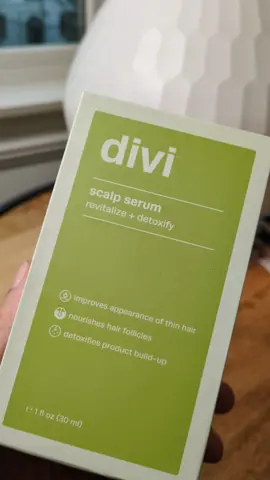 divi
scalp serum
revitalize + detoxify
improves appearance of thin hair
nourishes hair follicles
detoxifies product build-up
℮ 1 fl oz (30 ml)